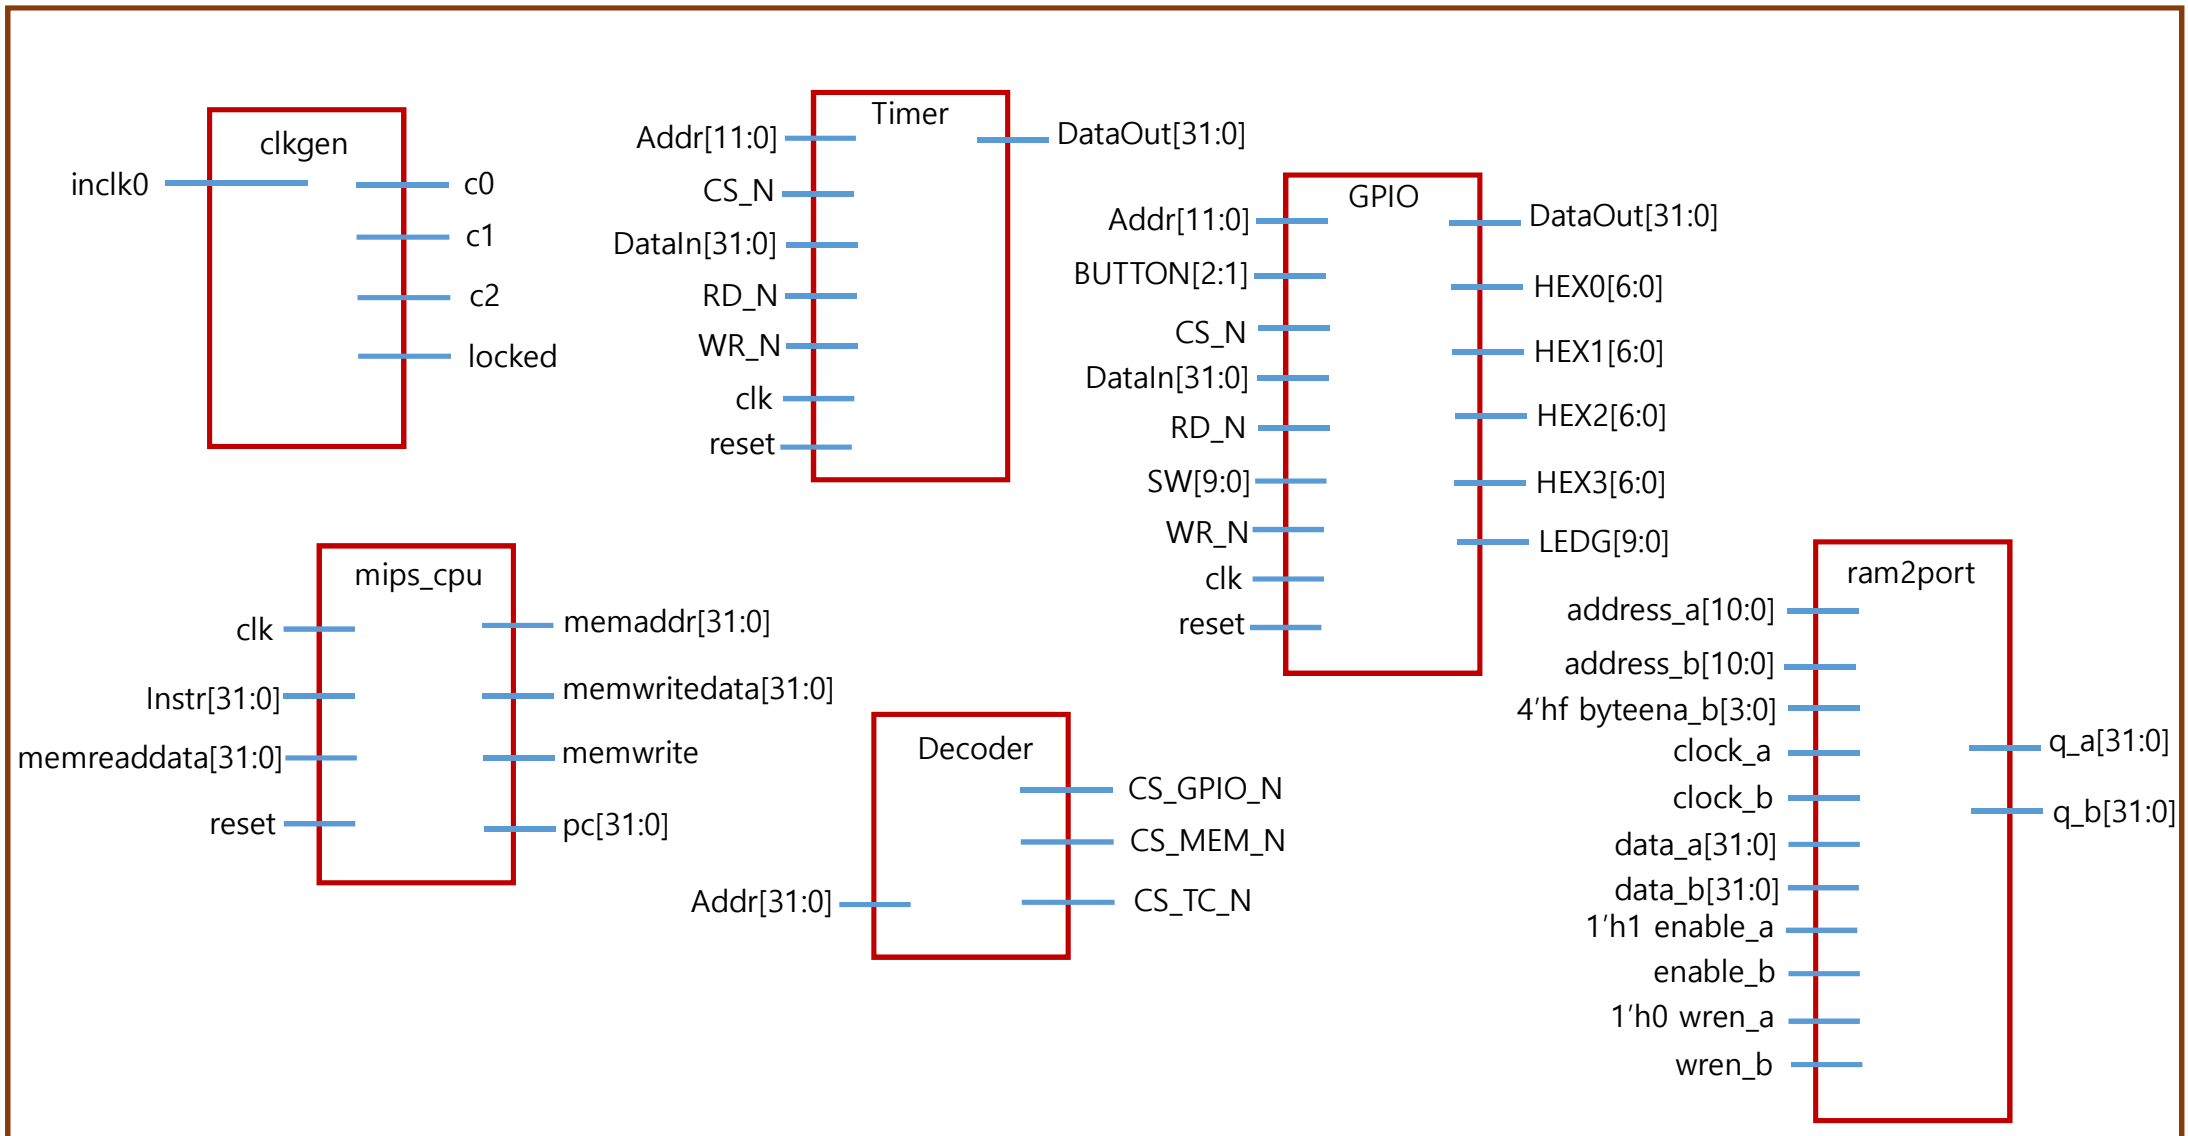 clkgen
inclk0
c0
c1
c2
locked
Timer
Addr[11:0]
CS_N
DataIn[31:0]
RD_N
WR_N
clk
reset
DataOut[31:0]
GPIO
Addr[11:0]
BUTTON[2:1]
CS_N
DataIn[31:0]
RD_N
SW[9:0]
WR_N
clk
reset
DataOut[31:0]
HEX0[6:0]
HEX1[6:0]
HEX2[6:0]
HEX3[6:0]
LEDG[9:0]
mips_cpu
clk
Instr[31:0]
memreaddata[31:0]
reset
memaddr[31:0]
memwritedata[31:0]
memwrite
pc[31:0]
Decoder
Addr[31:0]
CS_GPIO_N
CS_MEM_N
CS_TC_N
ram2port
address_a[10:0]
address_b[10:0]
4’hf byteena_b[3:0]
clock_a
clock_b
data_a[31:0]
data_b[31:0]
1’h1 enable_a
enable_b
1’h0 wren_a
wren_b
q_a[31:0]
q_b[31:0]